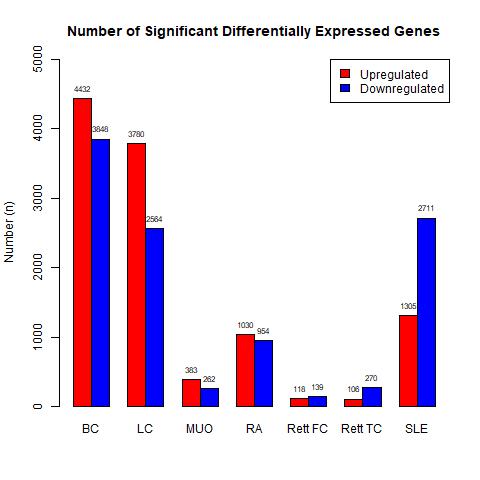 Number of Significant Differentially Expressed Genes
Upregulated
Downregulated
Number (n)
5000
4000
3000
2000
1000
0
4432
3848
3780
2564
383
262
1030
954
118
139
106
270
1305
2711
BC
LC
MUO
RA
Rett FC
Rett TC
SLE